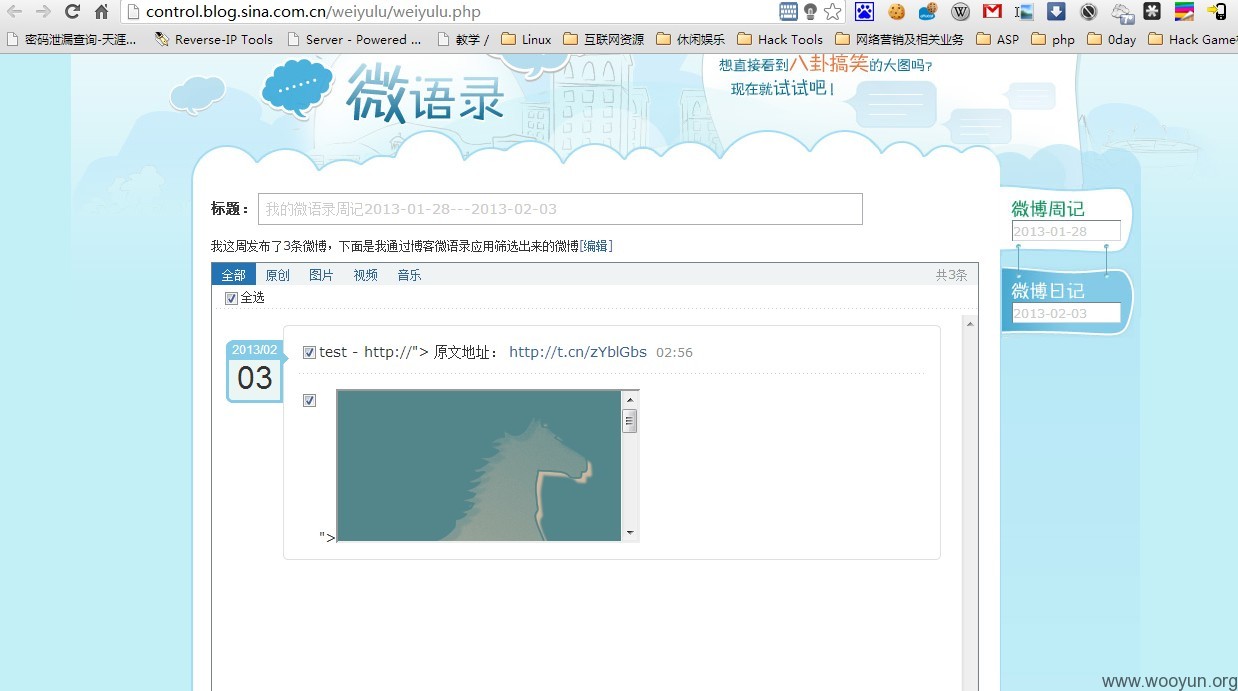 control.blog.sina.com.cn/weiyulu/weiyulu.php
密码泄漏查询-天涯... Reverse-IP Tools Server - Powered ... 教学 / Linux 互联网资源 休闲娱乐 Hack Tools 网络营销及相关业务 ASP php 0day Hack Game
微语录
想直接看到八卦搞笑的大图吗?
现在就试试吧!
标题: 我的微语录周记2013-01-28---2013-02-03
我这周发布了3条微博，下面是我通过博客微语录应用筛选出来的微博[编辑]
全部 原创 图片 视频 音乐 共3条
全选
2013/02
03
test - http://"> 原文地址： http://t.cn/zYblGbs 02:56
">
微博周记
2013-01-28
微博日记
2013-02-03
www.wooyun.org